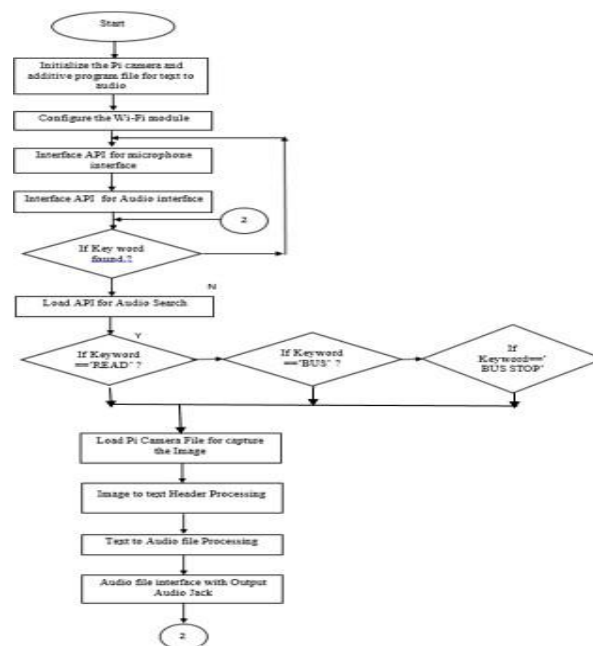 Start
Initialize the Pi camera and
additive program file for text to
audio
Configure the Wi-Fi module
Interface API for microphone
interface
Interface API for Audio interface
2
If Key word
found.?
N
Load API for Audio Search
Y
If Keyword
=="READ" ?
If Keyword
=="BUS" ?
If
Keyword=="
BUS STOP"
Load Pi Camera File for capture
the Image
Image to text Header Processing
Text to Audio file Processing
Audio file interface with Output
Audio Jack
2